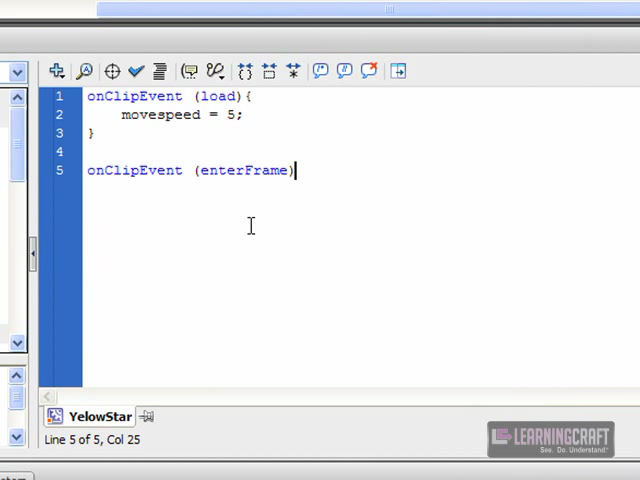 1 onClipEvent (load){
2 movespeed = 5;
3 }
4
5 onClipEvent (enterFrame)
YelowStar
Line 5 of 5, Col 25
LEARNINGCRAFT
See. Do. Understand.